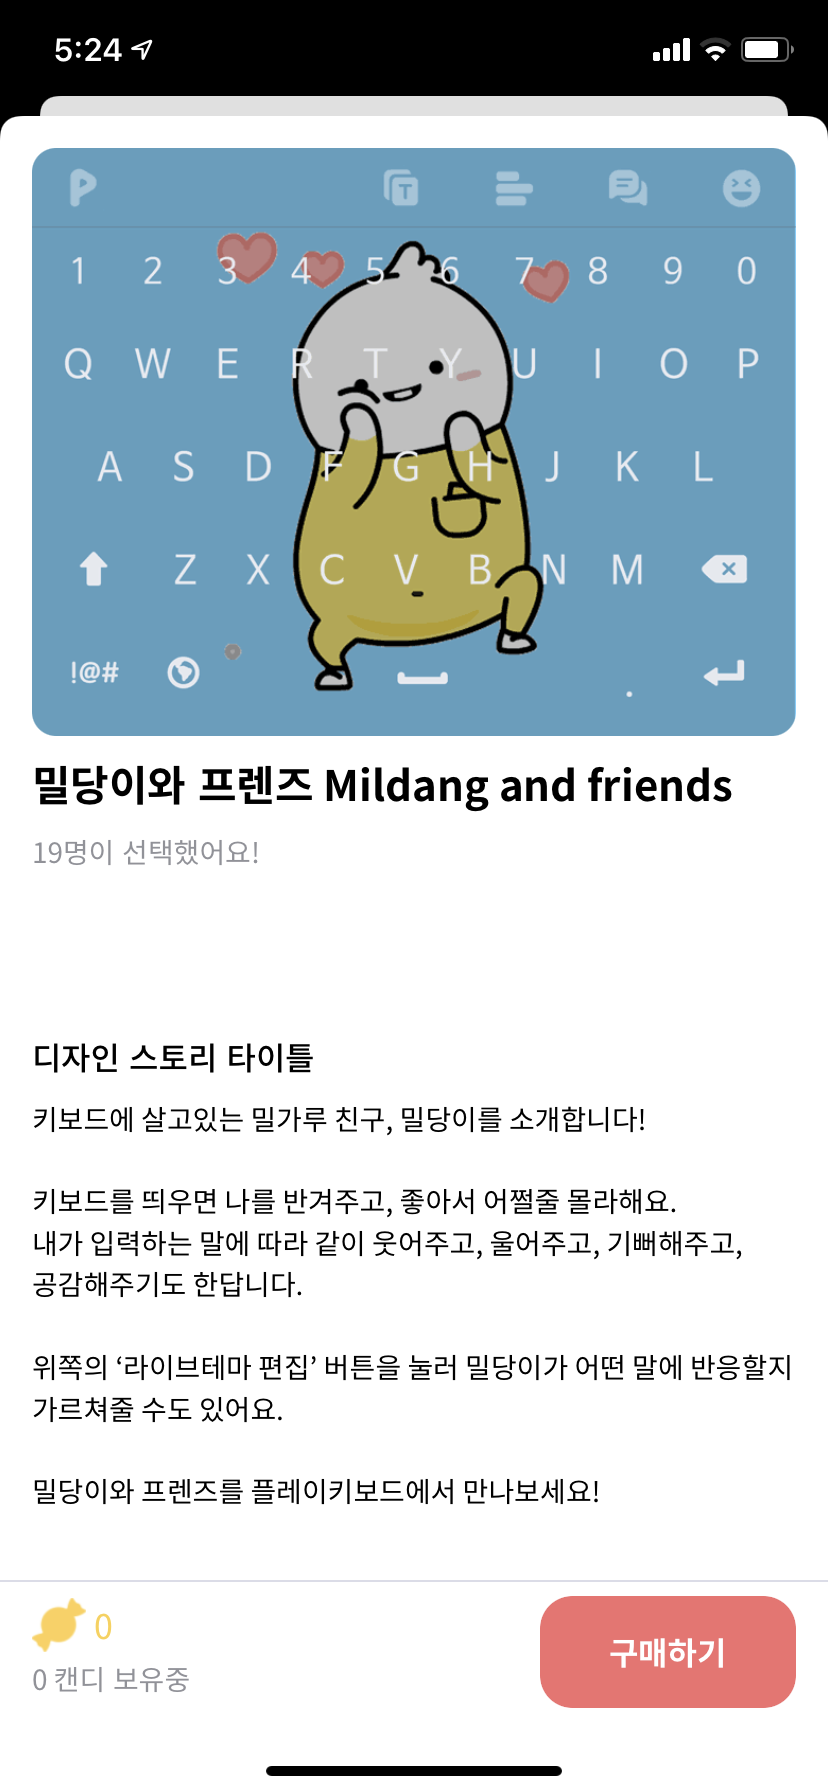 5:24
1 2 3 4 5 6 7 8 9 0
Q W E R T Y U I O P
A S D F G H J K L
Z X C V B N M
!@# .
밀당이와 프렌즈 Mildang and friends
19명이 선택했어요!
디자인 스토리 타이틀
키보드에 살고있는 밀가루 친구, 밀당이를 소개합니다!
키보드를 띄우면 나를 반겨주고, 좋아서 어쩔줄 몰라해요.
내가 입력하는 말에 따라 같이 웃어주고, 울어주고, 기뻐해주고,
공감해주기도 한답니다.
위쪽의 ‘라이브테마 편집’ 버튼을 눌러 밀당이가 어떤 말에 반응할지
가르쳐줄 수도 있어요.
밀당이와 프렌즈를 플레이키보드에서 만나보세요!
0
0 캔디 보유중
구매하기